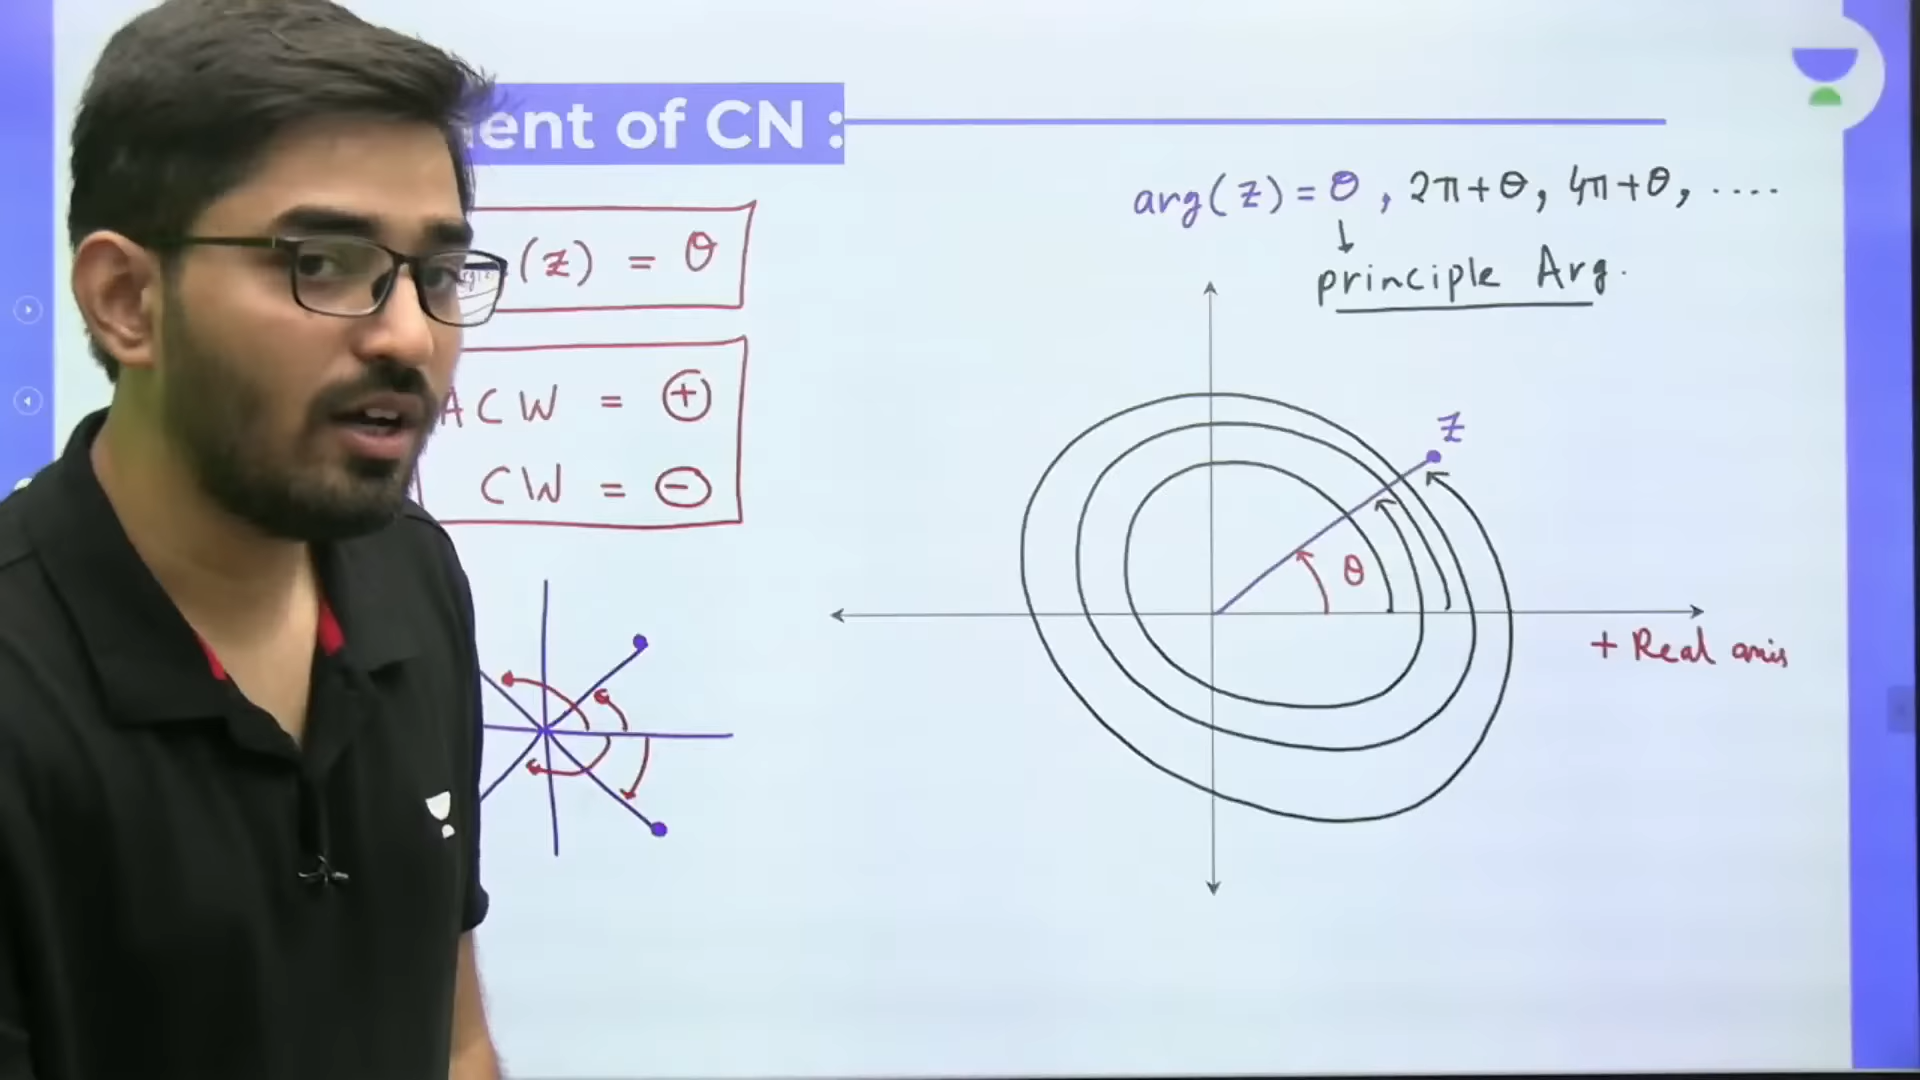 ent of CN :
arg(z) = θ , 2π+θ, 4π+θ, ....
↓
principle Arg.
(z) = θ
ACW = +
CW = −
z
θ
+ Real axis